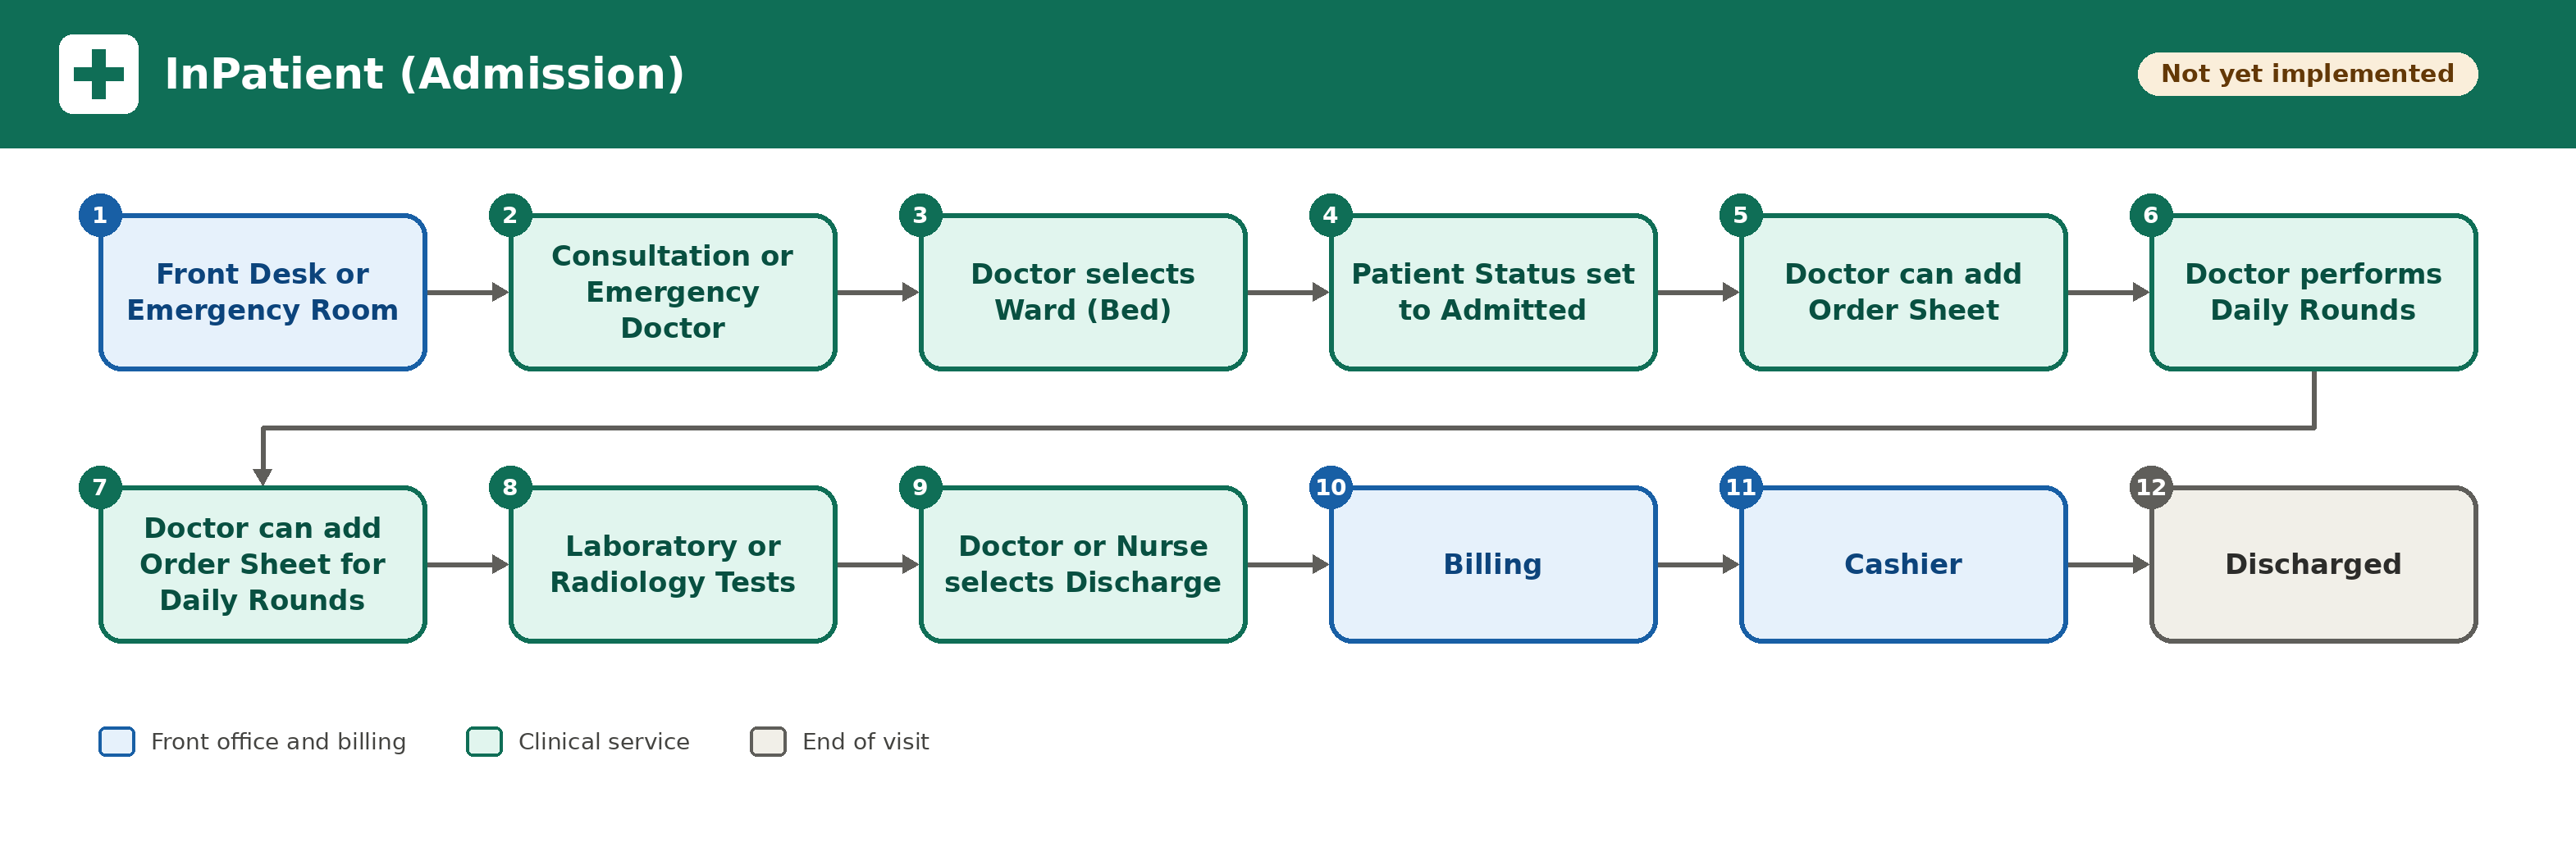 InPatient (Admission)
Not yet implemented
1
Front Desk or
Emergency Room
2
Consultation or
Emergency
Doctor
3
Doctor selects
Ward (Bed)
4
Patient Status set
to Admitted
5
Doctor can add
Order Sheet
6
Doctor performs
Daily Rounds
7
Doctor can add
Order Sheet for
Daily Rounds
8
Laboratory or
Radiology Tests
9
Doctor or Nurse
selects Discharge
10
Billing
11
Cashier
12
Discharged
Front office and billing
Clinical service
End of visit